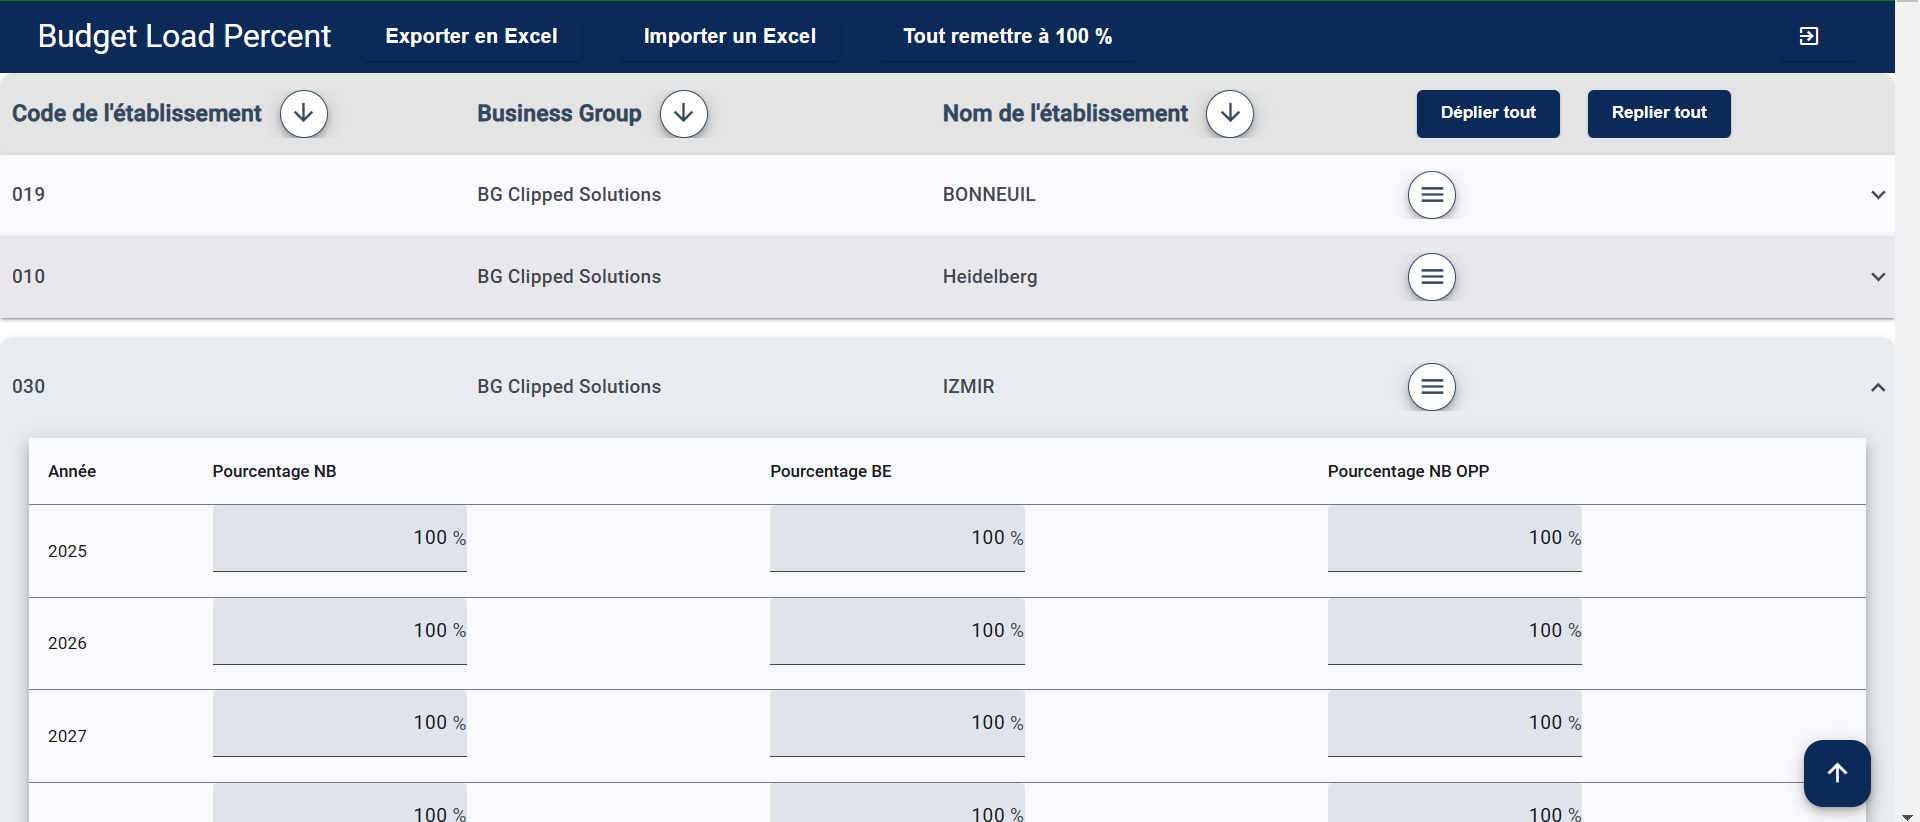 Budget Load Percent Exporter en Excel Importer un Excel Tout remettre à 100 %
Code de l'établissement Business Group Nom de l'établissement Déplier tout Replier tout
019 BG Clipped Solutions BONNEUIL
010 BG Clipped Solutions Heidelberg
030 BG Clipped Solutions IZMIR
Année Pourcentage NB Pourcentage BE Pourcentage NB OPP
2025 100 % 100 % 100 %
2026 100 % 100 % 100 %
2027 100 % 100 % 100 %
100 % 100 % 100 %